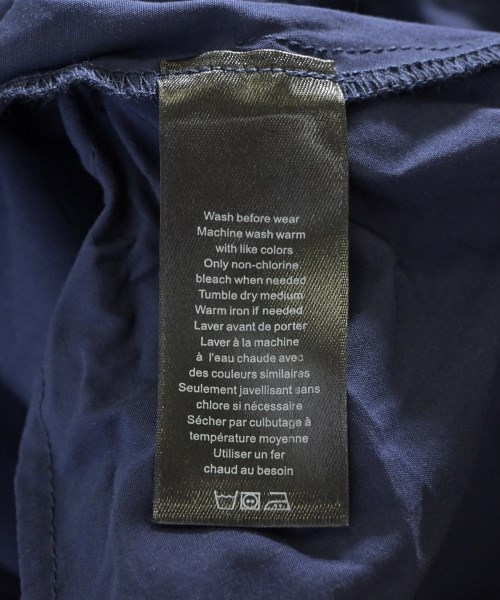 Wash before wear
Machine wash warm
with like colors
Only non-chlorine
bleach when needed
Tumble dry medium
Warm iron if needed
Laver avant de porter
Laver à la machine
à l'eau chaude avec
des couleurs similaires
Seulement javellisant sans
chlore si nécessaire
Sécher par culbutage à
température moyenne
Utiliser un fer
chaud au besoin